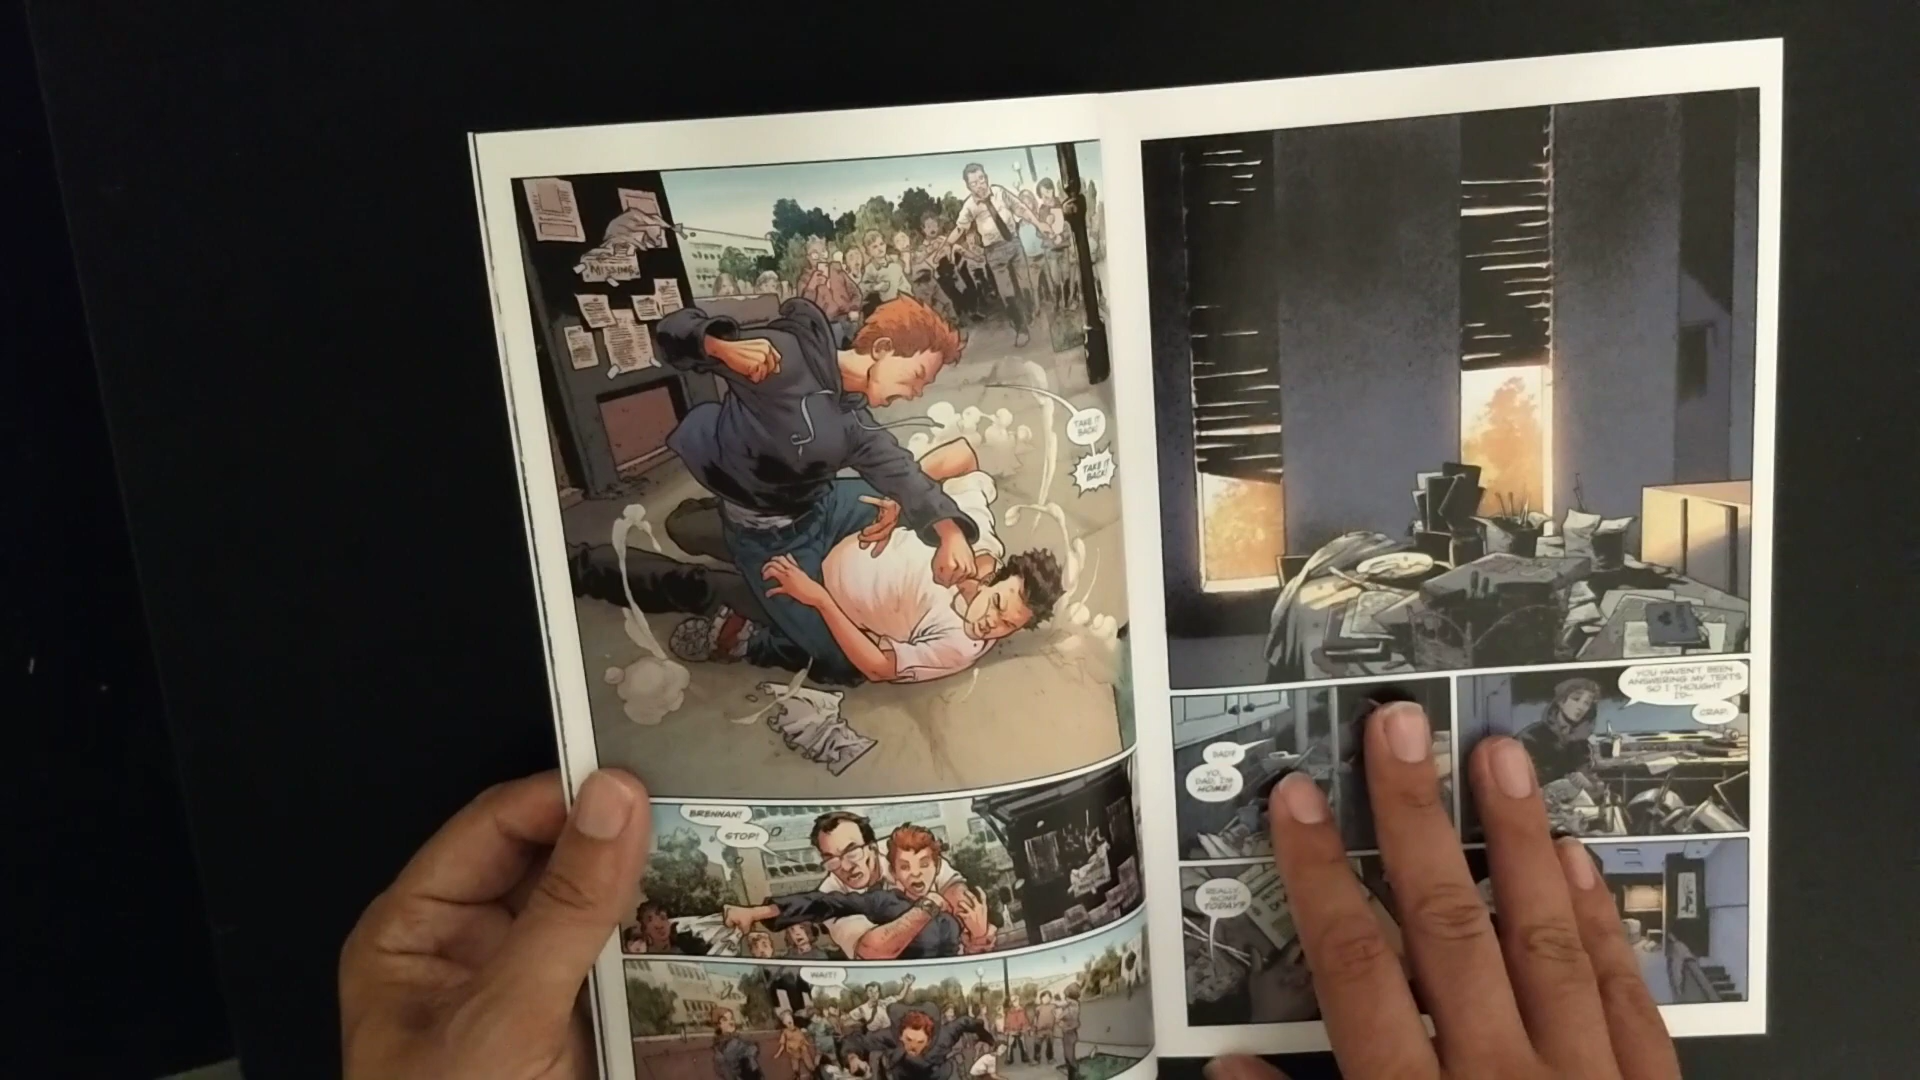 MISSING
TAKE IT
BACK!
TAKE IT
BACK!
BRENNAN!
STOP!
WAIT!
YOU HAVEN'T BEEN
ANSWERING MY TEXTS
SO I THOUGHT
I'D--
CRAP.
DAD?
YO,
DAD, I'M
HOME!
REALLY,
HOME
TODAY?